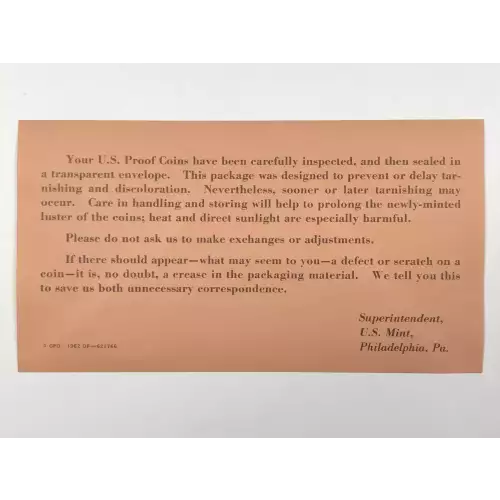 Your U.S. Proof Coins have been carefully inspected, and then sealed in
a transparent envelope. This package was designed to prevent or delay tar-
nishing and discoloration. Nevertheless, sooner or later tarnishing may
occur. Care in handling and storing will help to prolong the newly-minted
luster of the coins; heat and direct sunlight are especially harmful.
Please do not ask us to make exchanges or adjustments.
If there should appear—what may seem to you—a defect or scratch on a
coin—it is, no doubt, a crease in the packaging material. We tell you this
to save us both unnecessary correspondence.
Superintendent,
U.S. Mint,
Philadelphia, Pa.
GPO